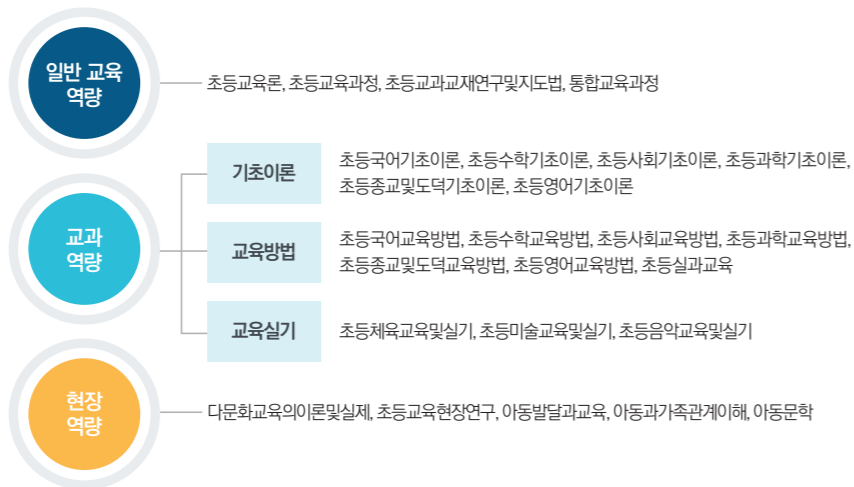 일반 교육
역량
초등교육론, 초등교육과정, 초등교과교재연구및지도법, 통합교육과정
교과
역량
기초이론
초등국어기초이론, 초등수학기초이론, 초등사회기초이론, 초등과학기초이론,
초등종교및도덕기초이론, 초등영어기초이론
교육방법
초등국어교육방법, 초등수학교육방법, 초등사회교육방법, 초등과학교육방법,
초등종교및도덕교육방법, 초등영어교육방법, 초등실과교육
교육실기
초등체육교육및실기, 초등미술교육및실기, 초등음악교육및실기
현장
역량
다문화교육의이론및실제, 초등교육현장연구, 아동발달과교육, 아동과가족관계이해, 아동문학